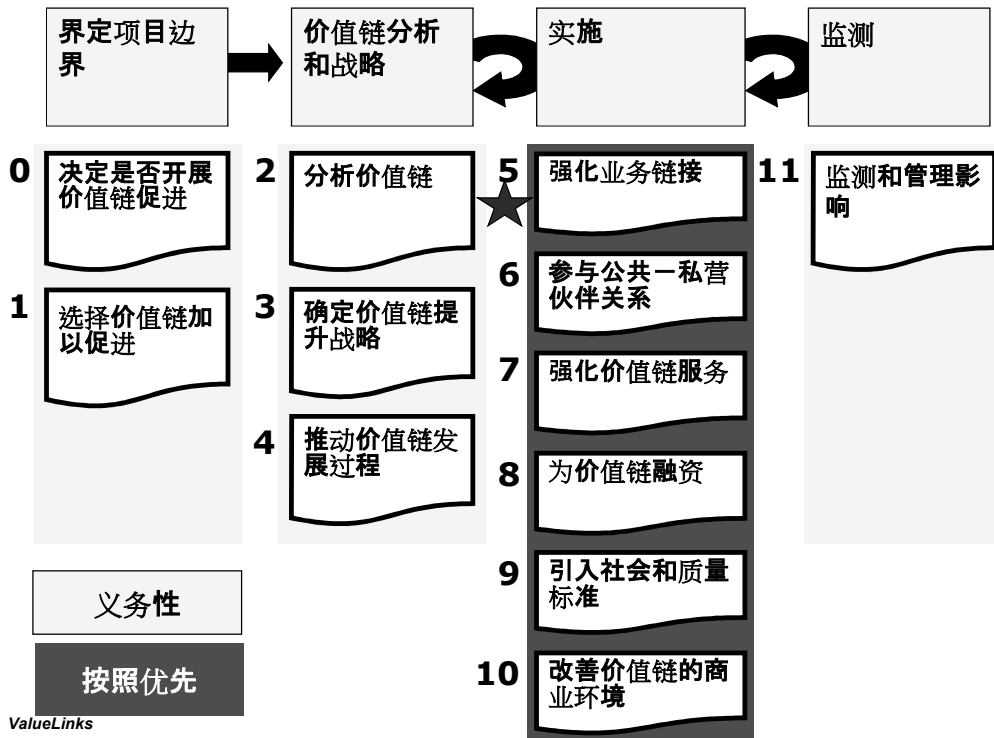 界定项目边
界
价值链分析
和战略
实施
监测
0
决定是否开展
价值链促进
1
选择价值链加
以促进
2
分析价值链
3
确定价值链提
升战略
4
推动价值链发
展过程
5
强化业务链接
6
参与公共－私营
伙伴关系
7
强化价值链服务
8
为价值链融资
9
引入社会和质量
标准
10
改善价值链的商
业环境
11
监测和管理影
响
义务性
按照优先
ValueLinks